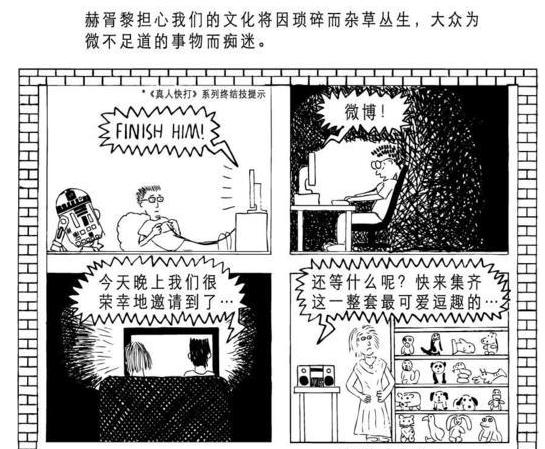 赫胥黎担心我们的文化将因琐碎而杂草丛生，大众为
微不足道的事物而痴迷。
*《真人快打》系列终结技提示
FINISH HIM!
微博！
今天晚上我们很
荣幸地邀请到了…
还等什么呢？快来集齐
这一整套最可爱逗趣的…